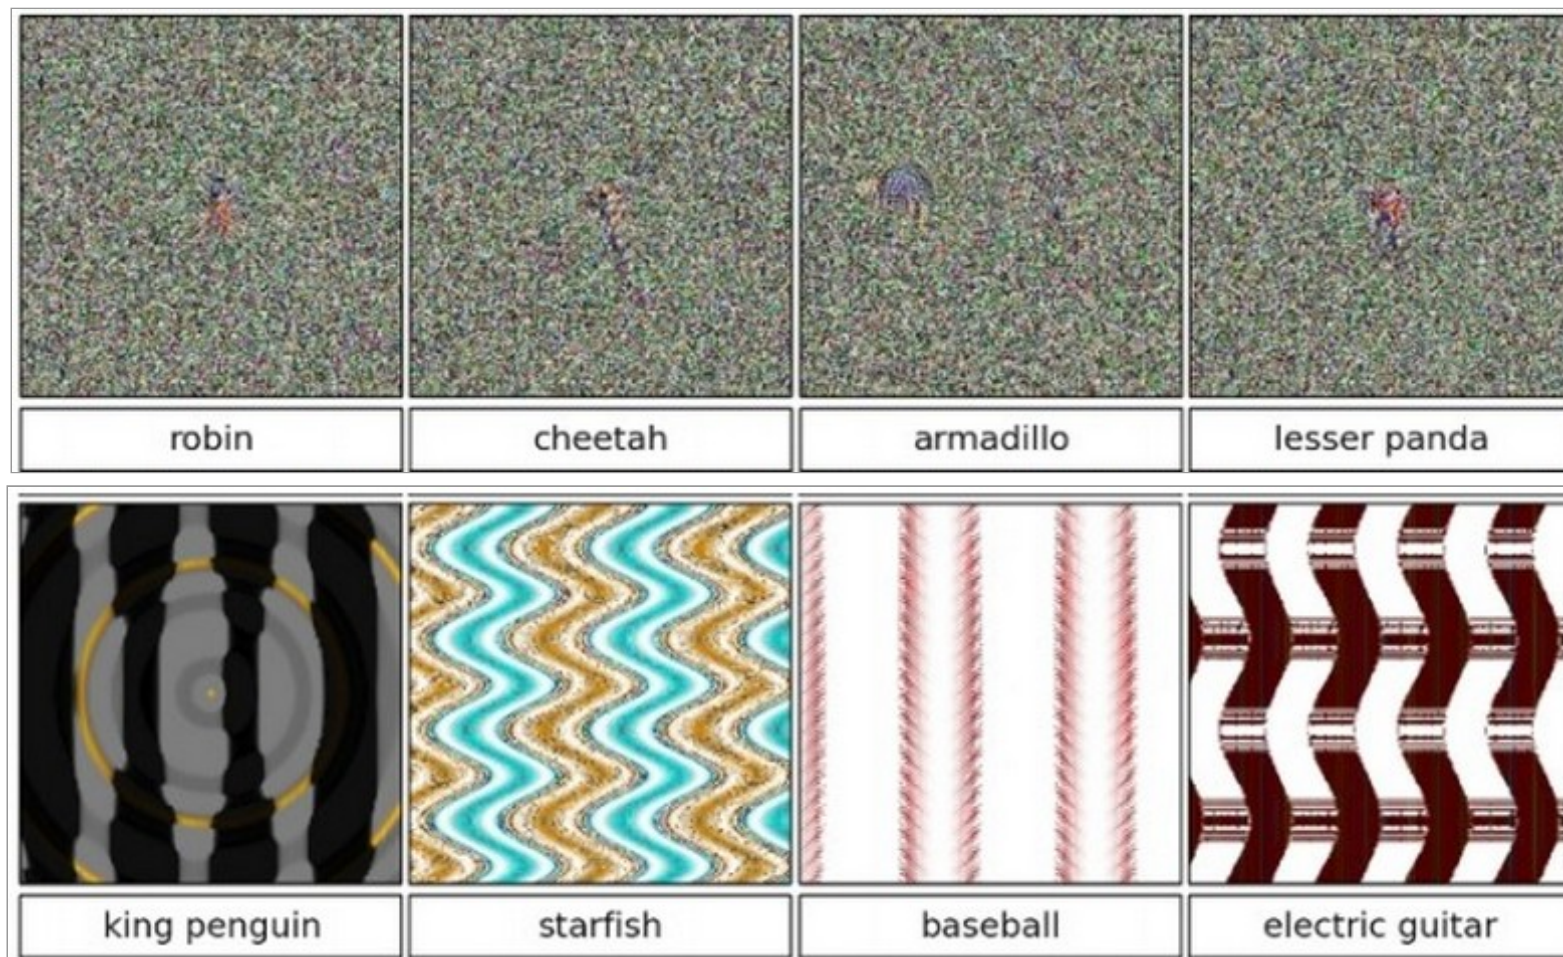 robin
cheetah
armadillo
lesser panda
king penguin
starfish
baseball
electric guitar